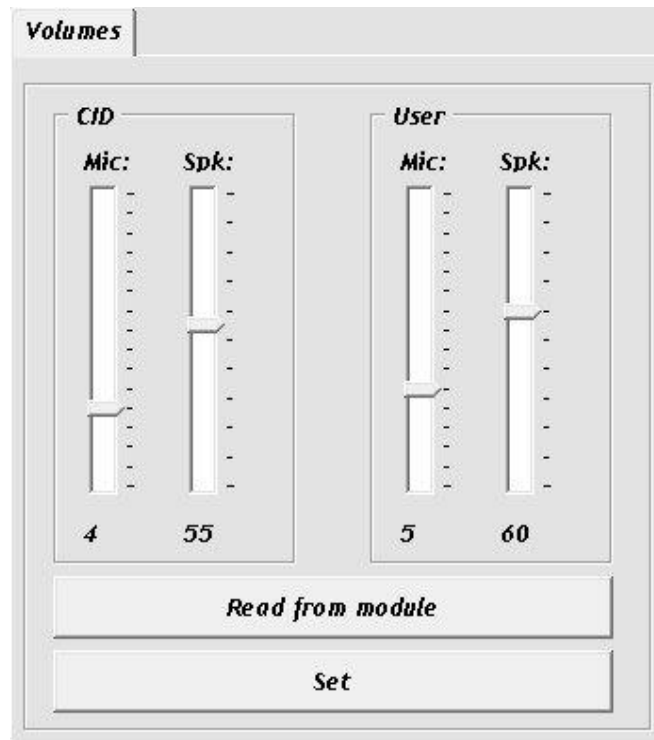 Volumes
CID
User
Mic:
Spk:
Mic:
Spk:
4
55
5
60
Read from module
Set